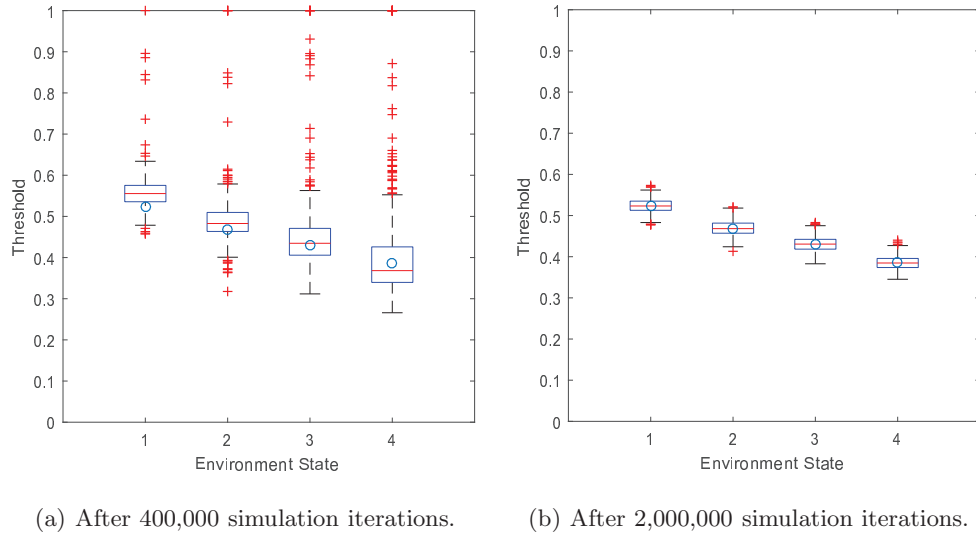 1
0.9
0.8
0.7
0.6
0.5
0.4
0.3
0.2
0.1
0
Threshold
1 2 3 4
Environment State
(a) After 400,000 simulation iterations.
1
0.9
0.8
0.7
0.6
0.5
0.4
0.3
0.2
0.1
0
Threshold
1 2 3 4
Environment State
(b) After 2,000,000 simulation iterations.